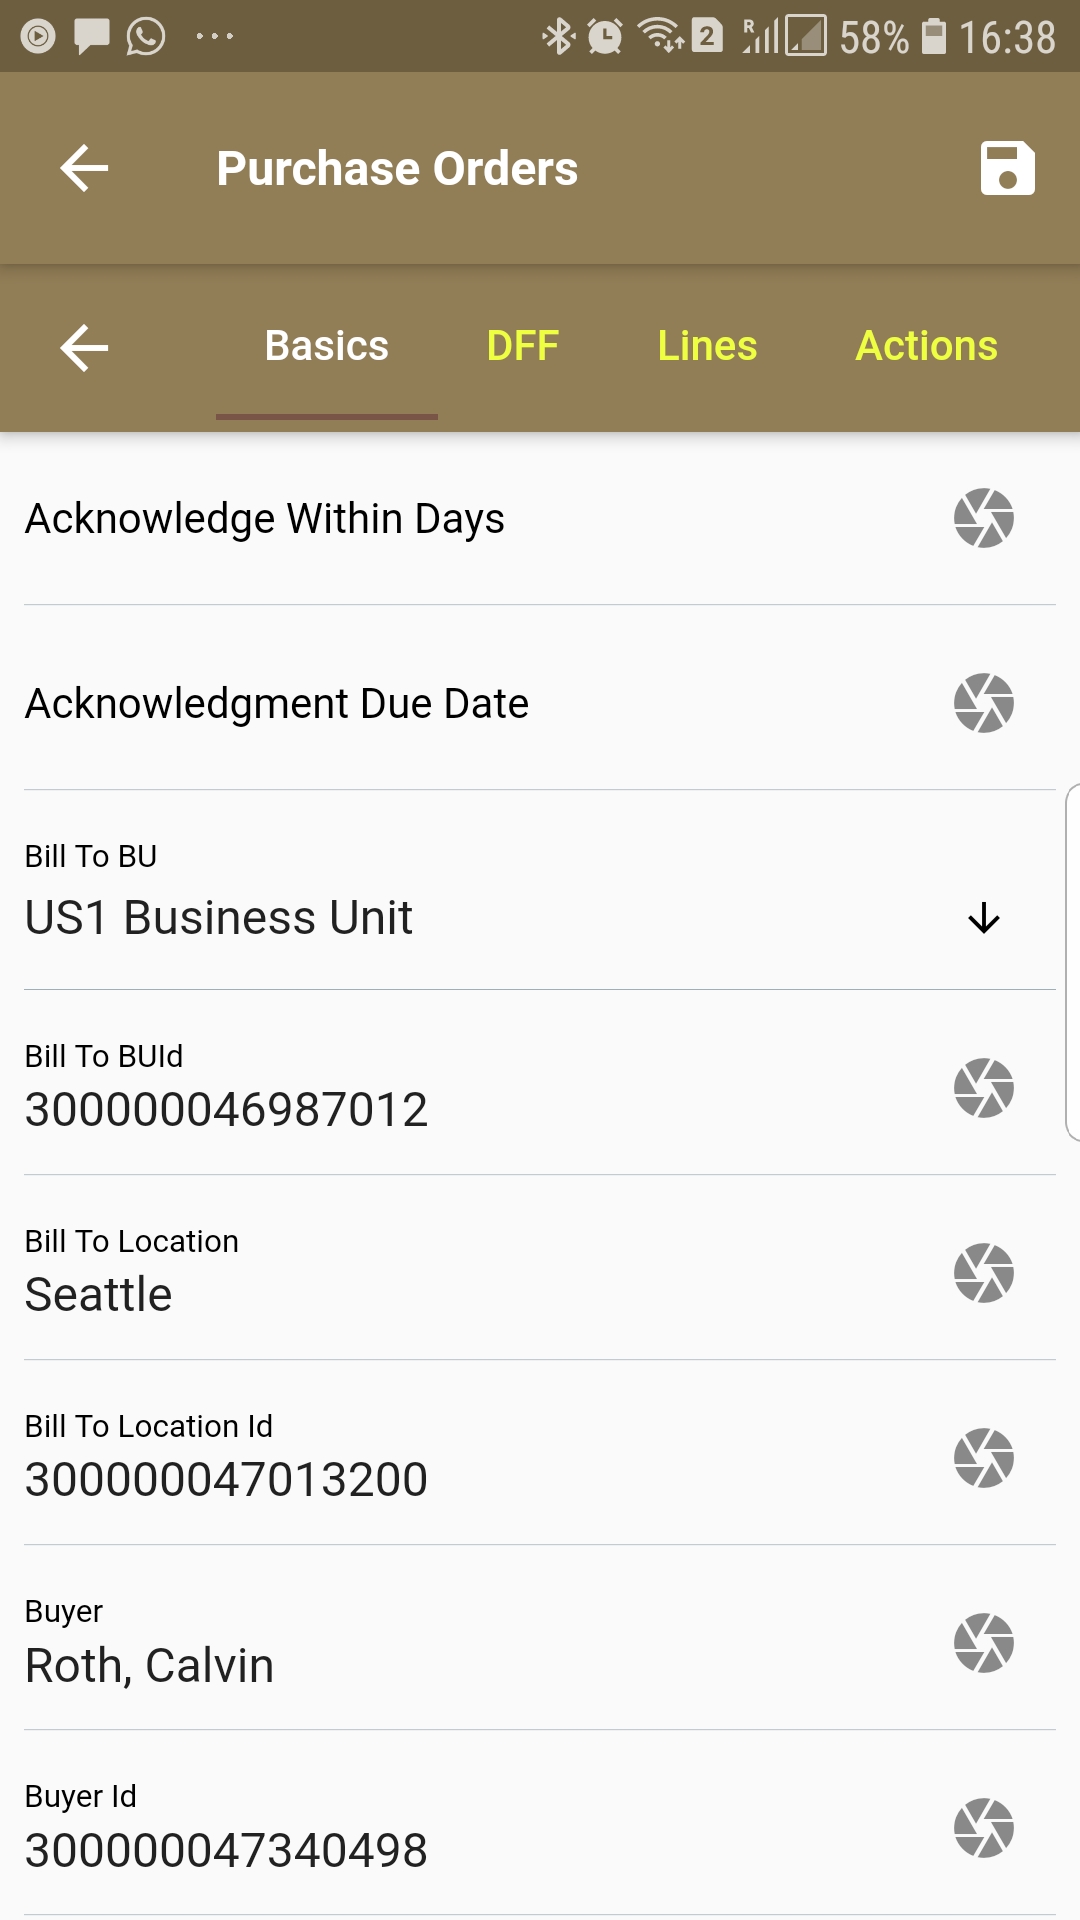 2 R 58% 16:38
Purchase Orders
Basics DFF Lines Actions
Acknowledge Within Days
Acknowledgment Due Date
Bill To BU
US1 Business Unit
Bill To BUId
300000046987012
Bill To Location
Seattle
Bill To Location Id
300000047013200
Buyer
Roth, Calvin
Buyer Id
300000047340498